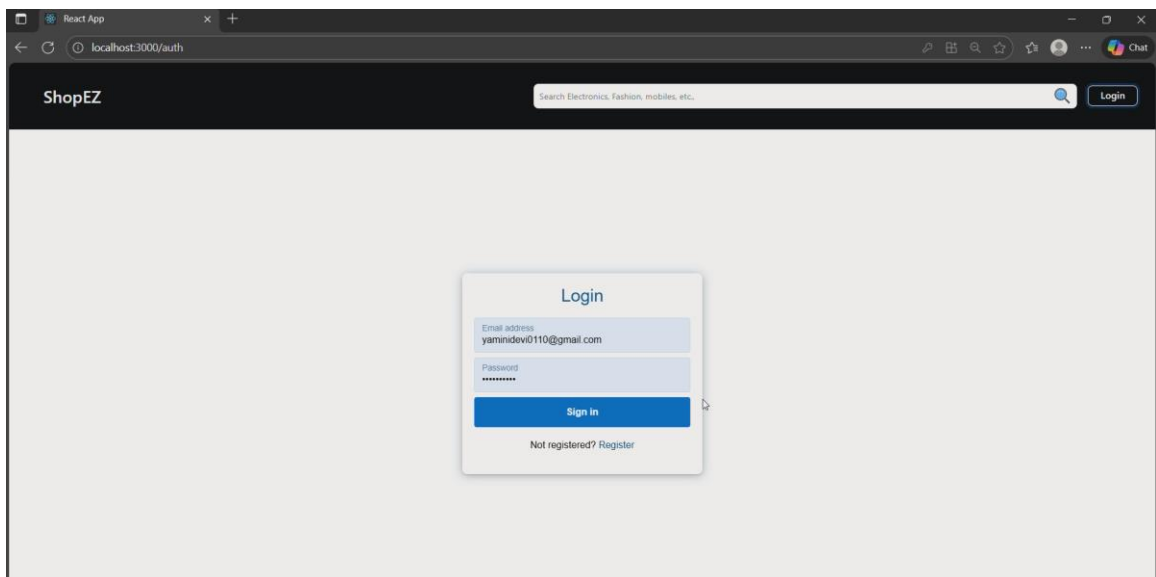 React App
localhost:3000/auth
Chat
ShopEZ
Search Electronics, Fashion, mobiles, etc.,
Login
Login
Email address
yaminidevi0110@gmail.com
Password
••••••••••
Sign in
Not registered? Register